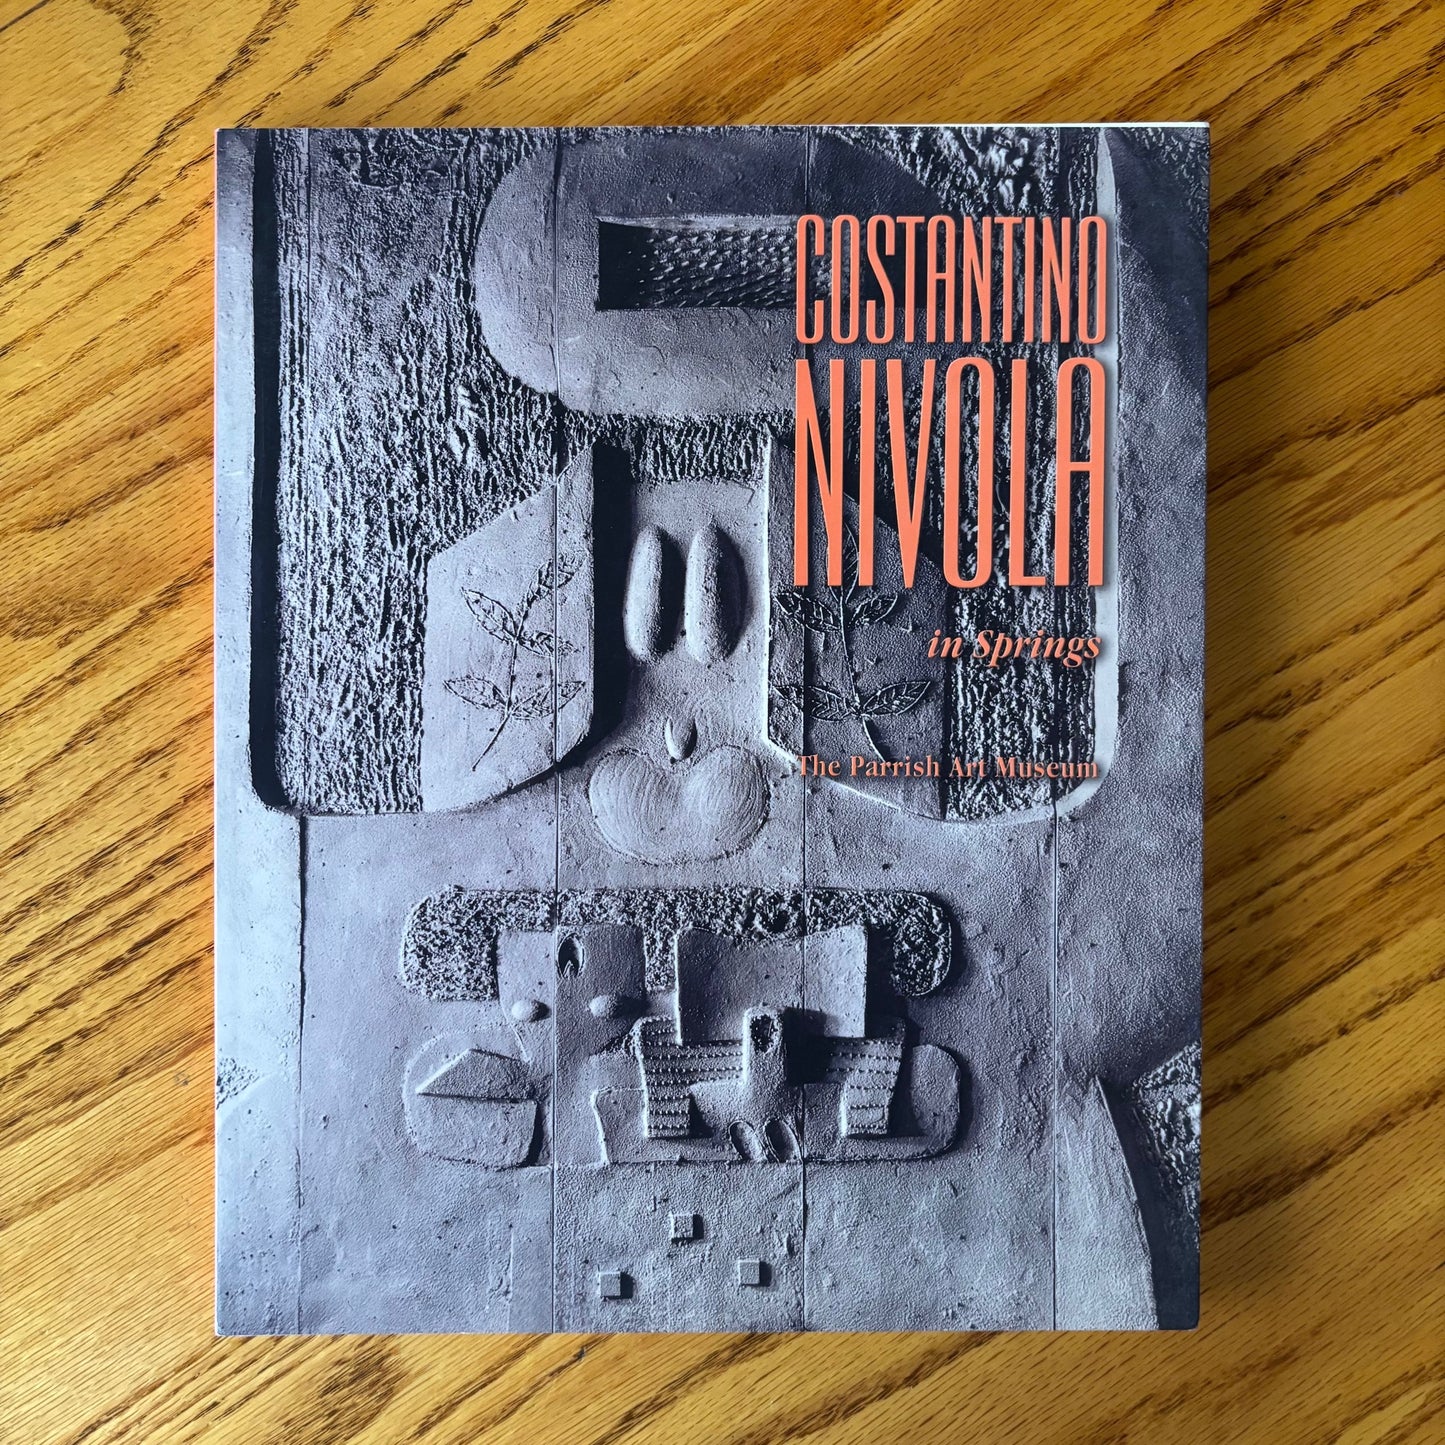 COSTANTINO
NIVOLA
in Springs
The Parrish Art Museum